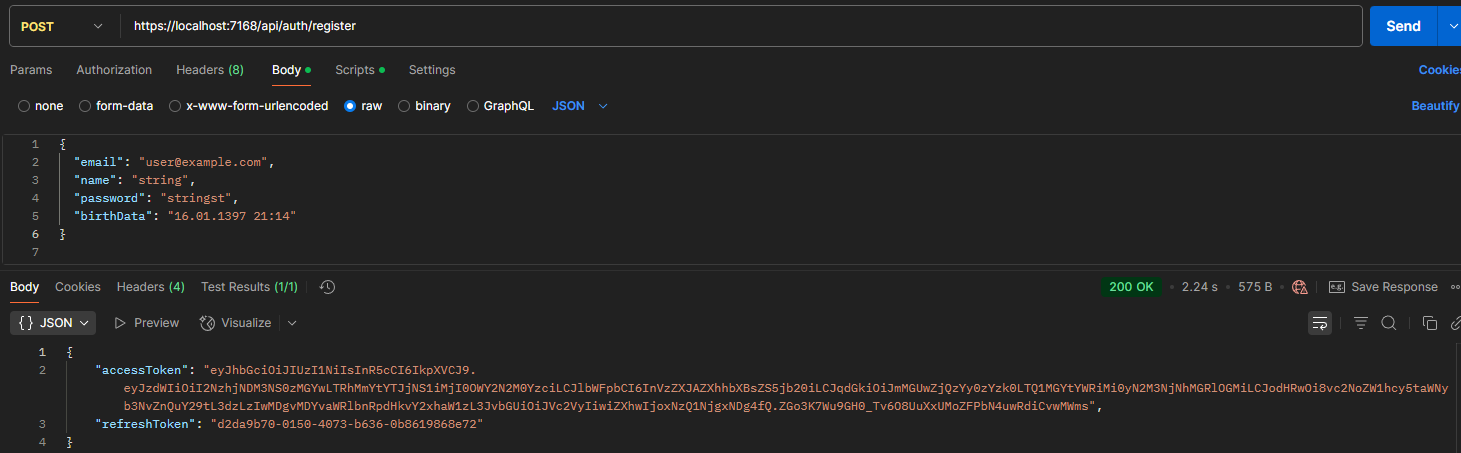 POST https://localhost:7168/api/auth/register Send
Params Authorization Headers (8) Body Scripts Settings Cookies
none form-data x-www-form-urlencoded raw binary GraphQL JSON Beautify
1 {
2 "email": "user@example.com",
3 "name": "string",
4 "password": "stringst",
5 "birthData": "16.01.1397 21:14"
6 }
7
Body Cookies Headers (4) Test Results (1/1) 200 OK 2.24 s 575 B e.g. Save Response
{} JSON Preview Visualize
1 {
2 "accessToken": "eyJhbGciOiJIUzI1NiIsInR5cCI6IkpXVCJ9.
eyJzdWIiOiI2NzhjNDM3NS0zMGYwLTRhMmYtYTJjNS1iMjI0OWY2N2M0YzciLCJlbWFpbCI6InVzZXJAZXhhbXBsZS5jb20iLCJqdGkiOiJmMGUwZjQzYy0zYzk0LTQ1MGYtYWRiMi0yN2M3NjNhMGRlOGMiLCJodHRwOi8vc2NoZW1hcy5taWNy
b3NvZnQuY29tL3dzLzIwMDgvMDYvaWRlbnRpdHkvY2xhaW1zL3JvbGUiOiJVc2VyIiwiZXhwIjoxNzQ1NjgxNDg4fQ.ZGo3K7Wu9GH0_Tv6O8UuXxUMoZFPbN4uwRdiCvwMWms",
3 "refreshToken": "d2da9b70-0150-4073-b636-0b8619868e72"
4 }